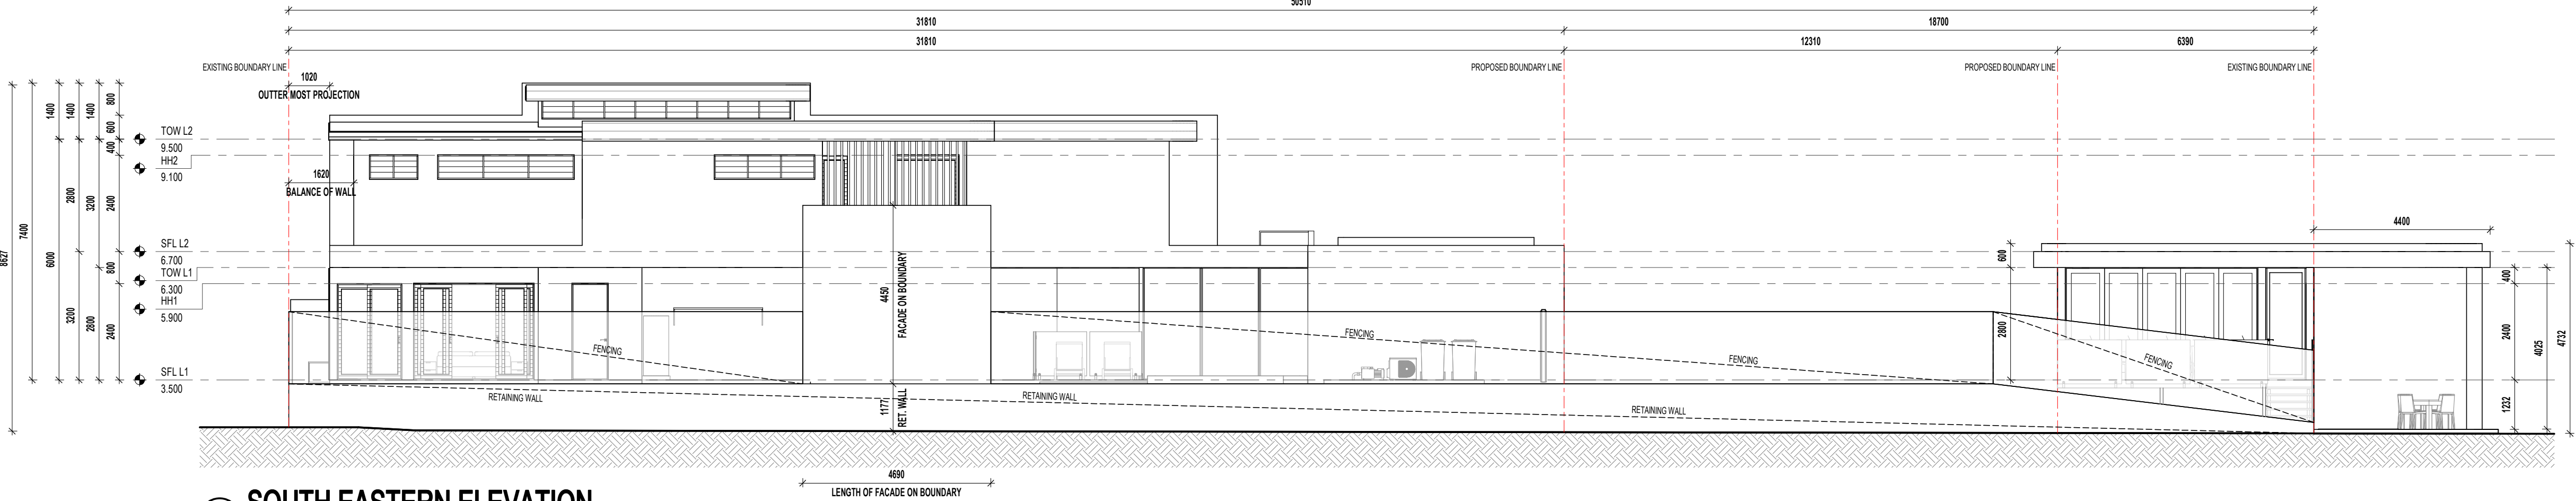 50510
31810
18700
31810
12310
6390
EXISTING BOUNDARY LINE
PROPOSED BOUNDARY LINE
PROPOSED BOUNDARY LINE
EXISTING BOUNDARY LINE
1020
OUTTER MOST PROJECTION
8627
7400
1400
1400
1400
800
600
400
TOW L2
9.500
HH2
9.100
1620
BALANCE OF WALL
6000
2800
3200
2400
4400
SFL L2
6.700
TOW L1
6.300
HH1
5.900
800
3200
2800
2400
4450
FACADE ON BOUNDARY
600
2800
400
2400
4025
4732
FENCING
FENCING
FENCING
FENCING
SFL L1
3.500
RETAINING WALL
1177
RET. WALL
RETAINING WALL
RETAINING WALL
1232
4690
LENGTH OF FACADE ON BOUNDARY
SOUTH EASTERN ELEVATION